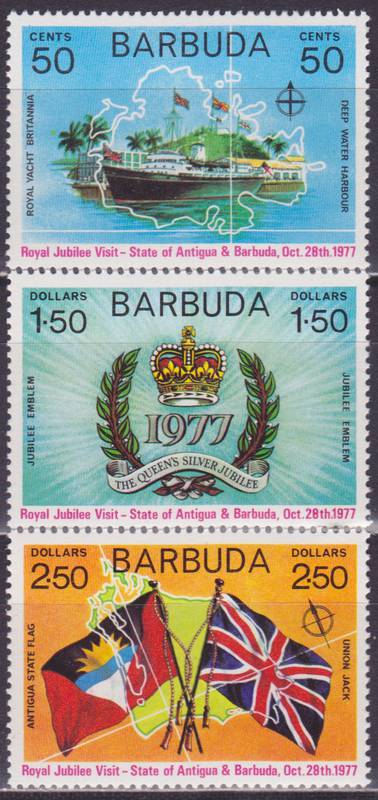 CENTS BARBUDA CENTS
50 50
ROYAL YACHT BRITANNIA
DEEP WATER HARBOUR
Royal Jubilee Visit - State of Antigua & Barbuda, Oct. 28th 1977
DOLLARS BARBUDA DOLLARS
1·50 1·50
JUBILEE EMBLEM
JUBILEE EMBLEM
1977
THE QUEEN'S SILVER JUBILEE
Royal Jubilee Visit - State of Antigua & Barbuda, Oct. 28th 1977
DOLLARS BARBUDA DOLLARS
2·50 2·50
ANTIGUA STATE FLAG
UNION JACK
Royal Jubilee Visit - State of Antigua & Barbuda, Oct. 28th 1977